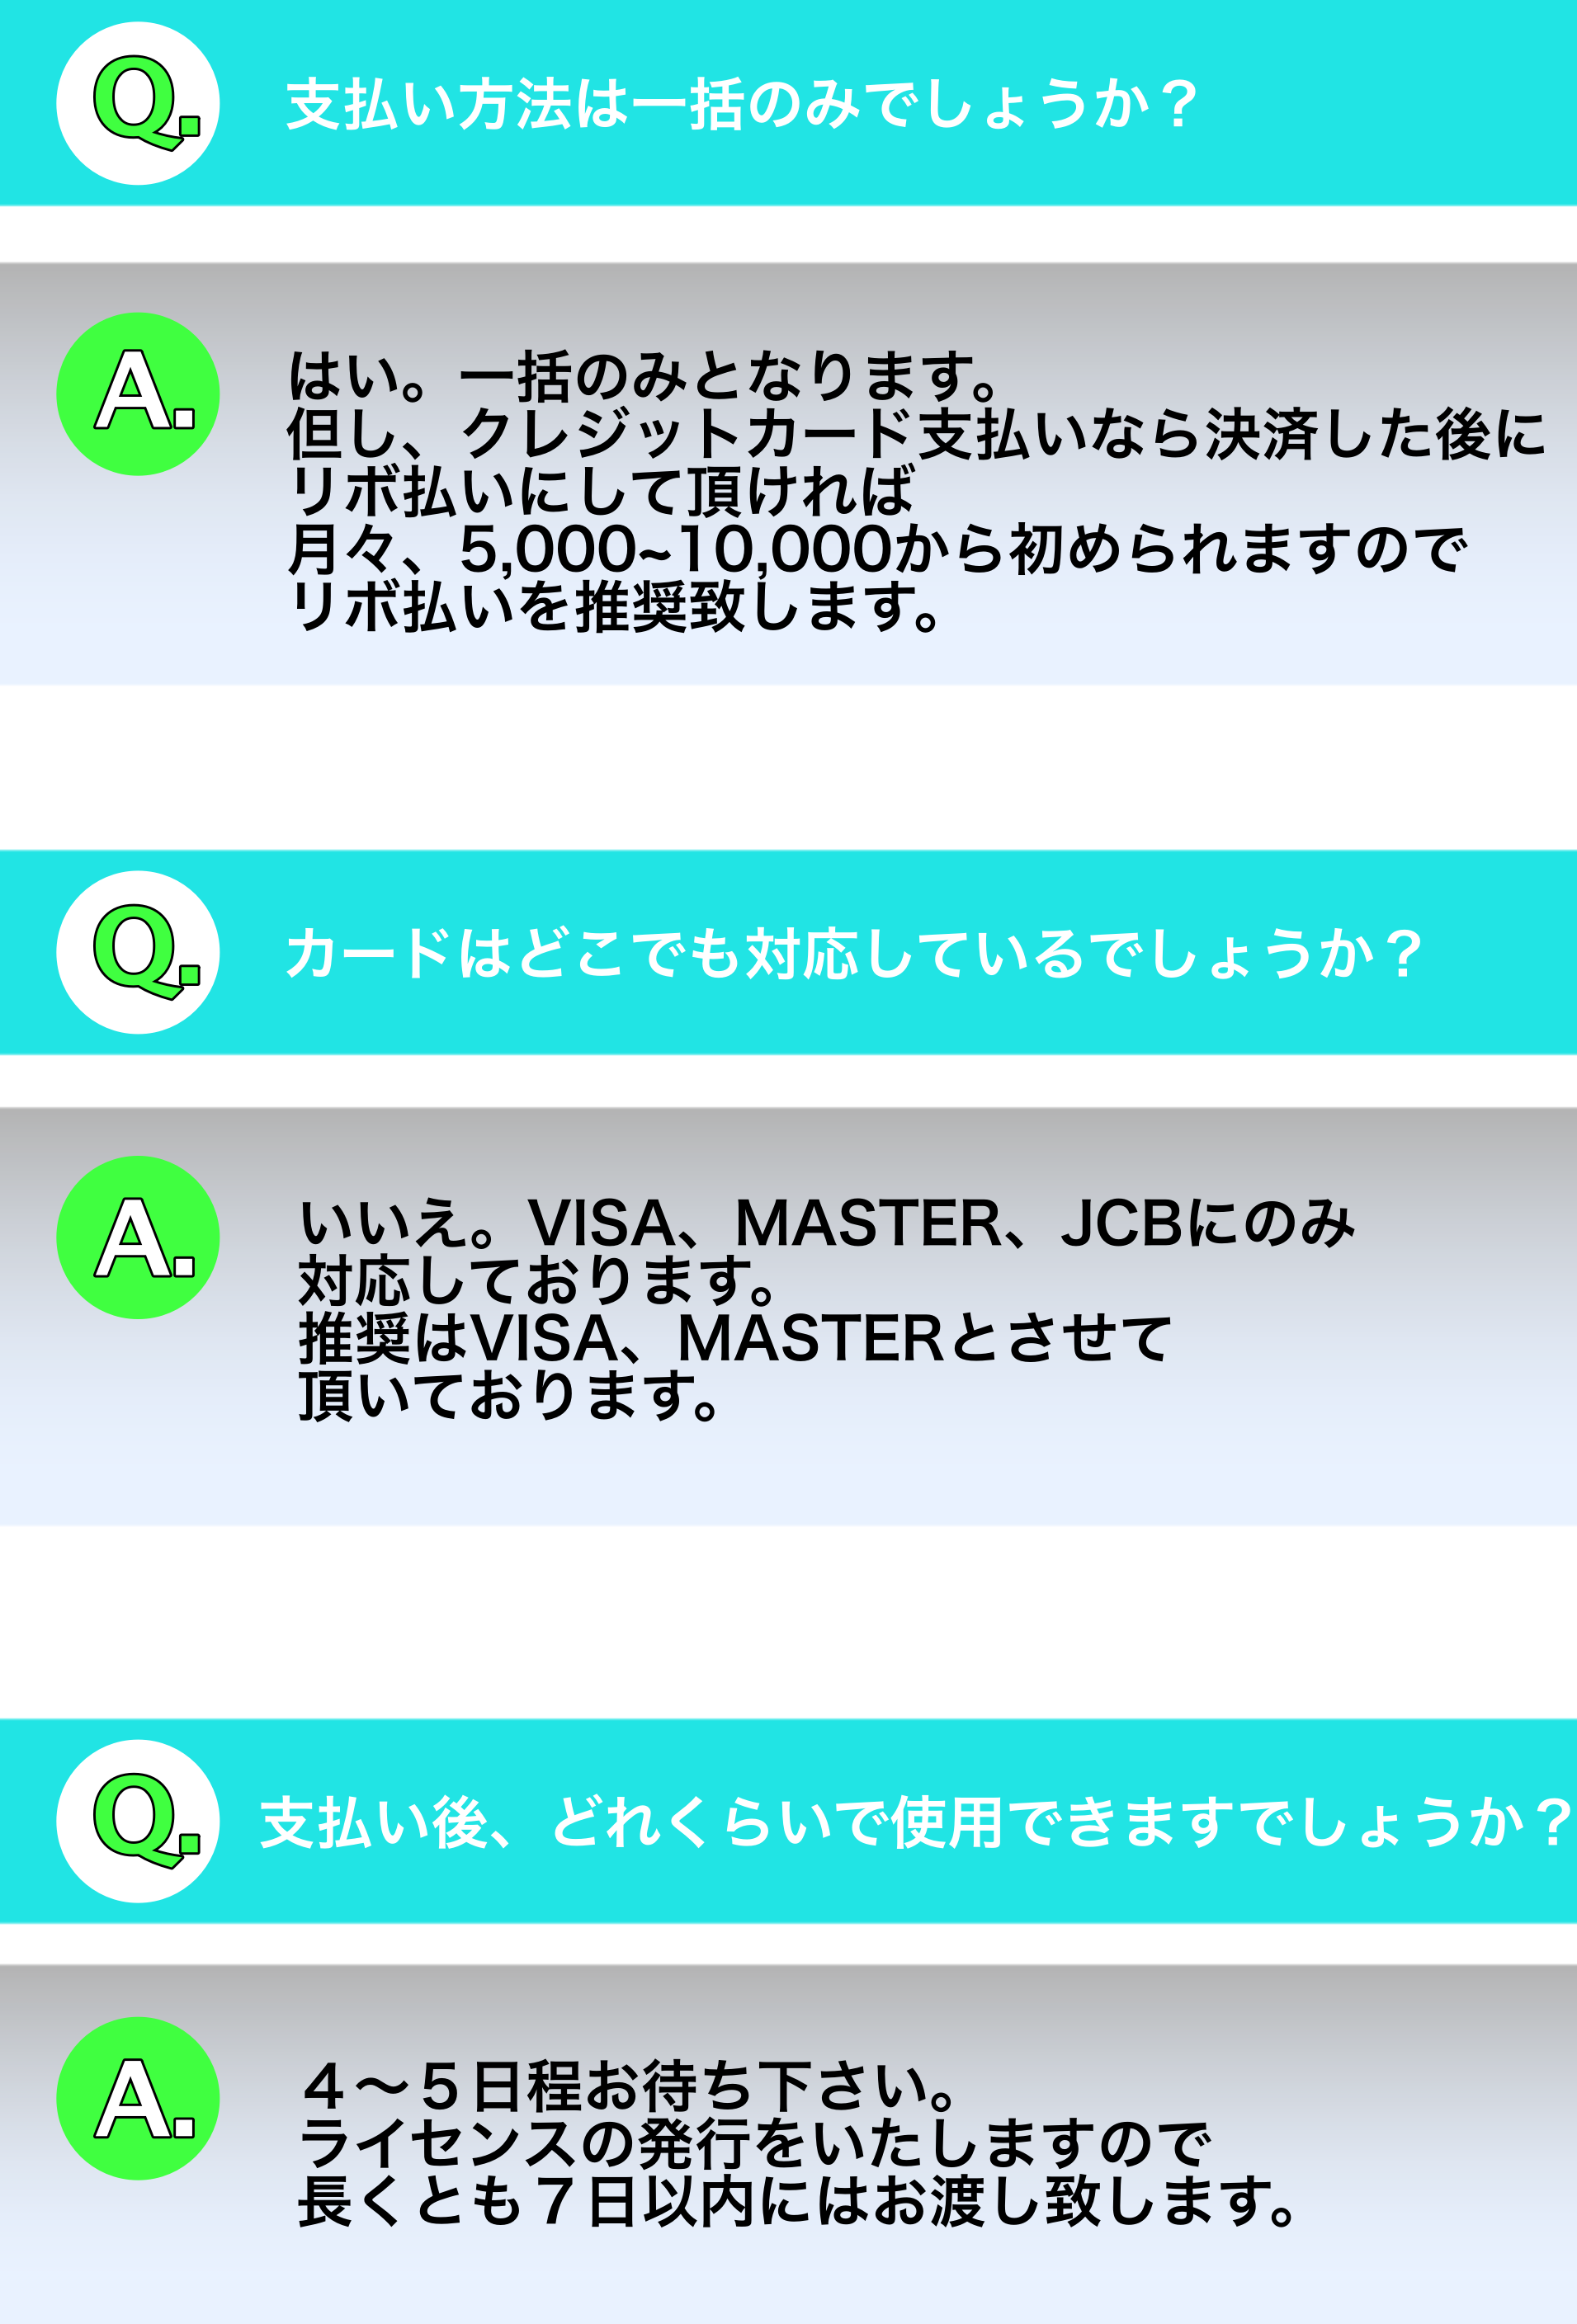 Q. 支払い方法は一括のみでしょうか？
A. はい。一括のみとなります。
但し、クレジットカード支払いなら決済した後に
リボ払いにして頂ければ
月々、5,000~10,000から初められますので
リボ払いを推奨致します。
Q. カードはどこでも対応しているでしょうか？
A. いいえ。VISA、MASTER、JCBにのみ
対応しております。
推奨はVISA、MASTERとさせて
頂いております。
Q. 支払い後、どれくらいで使用できますでしょうか？
A. ４～５日程お待ち下さい。
ライセンスの発行をいたしますので
長くとも７日以内にはお渡し致します。